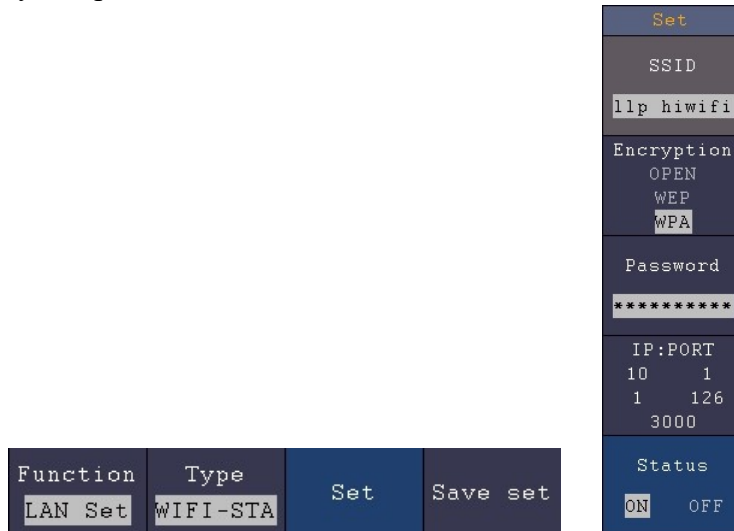 Set
SSID
llp hiwifi
Encryption
OPEN
WEP
WPA
Password
**********
IP:PORT
10 1
1 126
3000
Status
ON OFF
Function Type Set Save set
LAN Set WIFI-STA